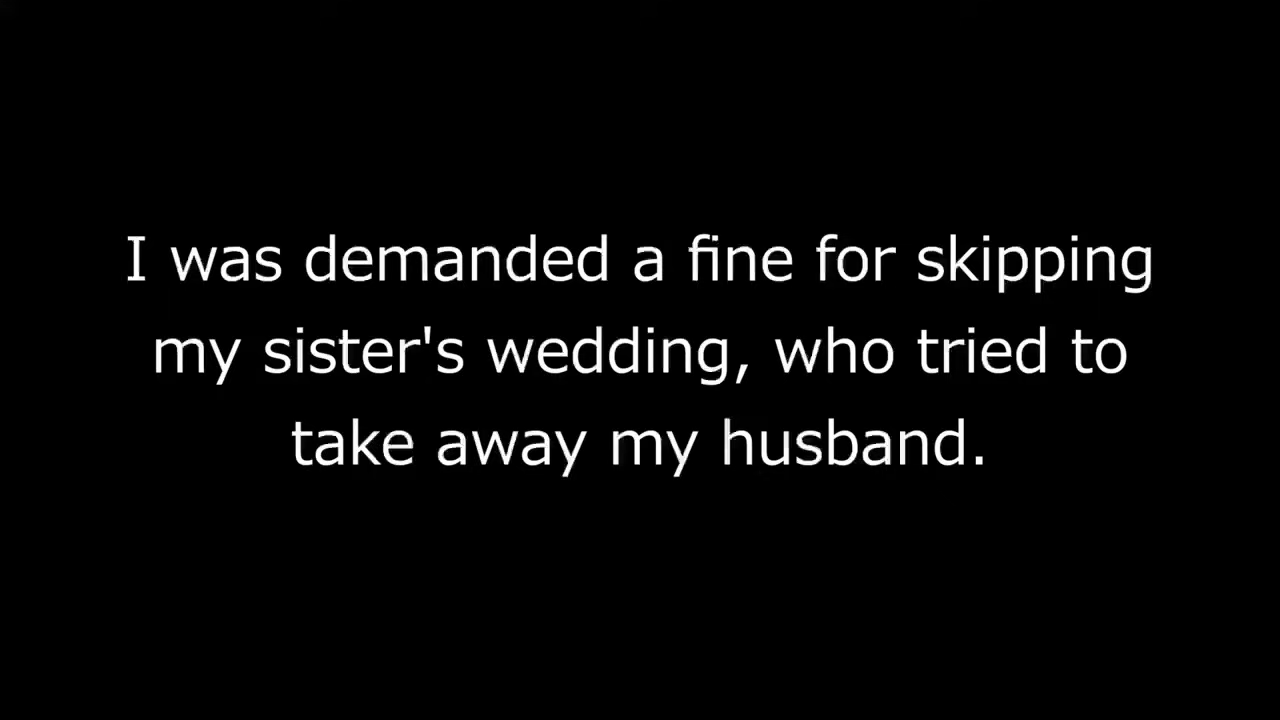 I was demanded a fine for skipping
my sister's wedding, who tried to
take away my husband.